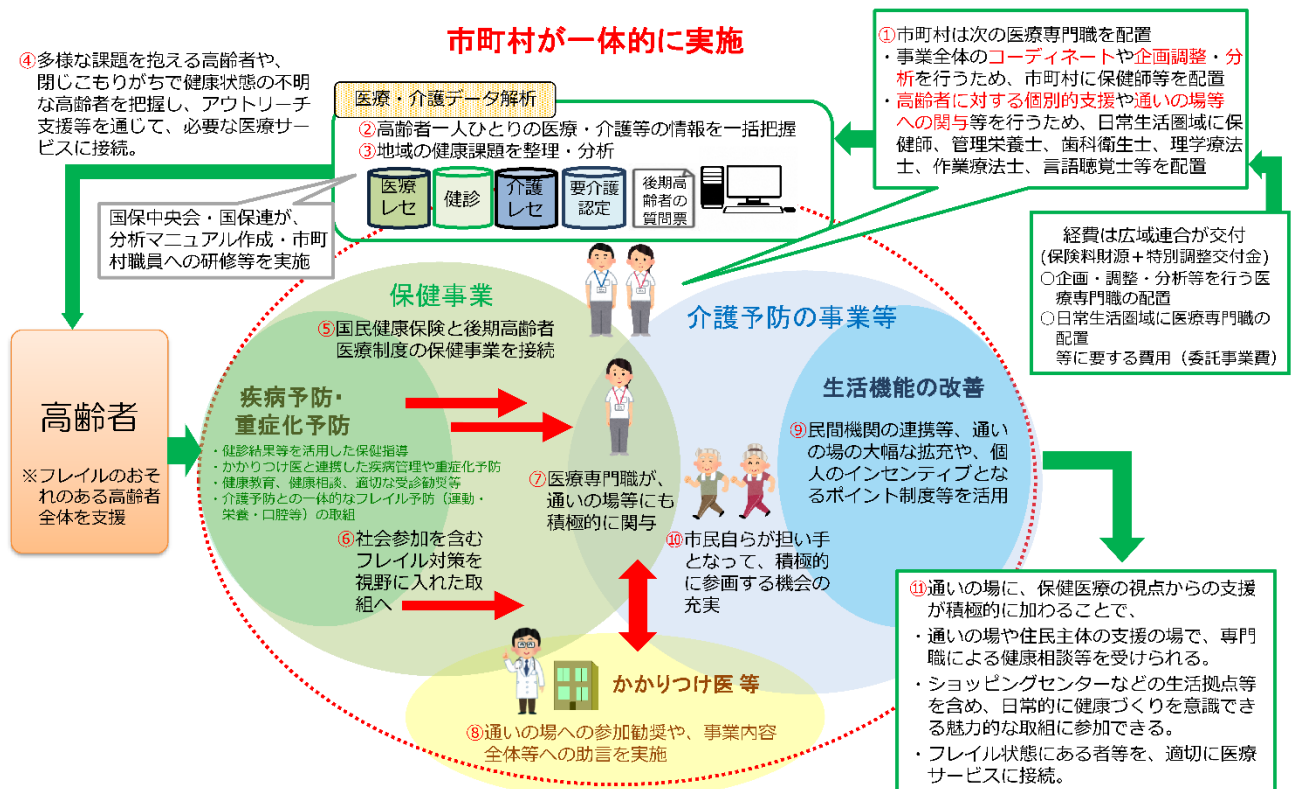 市町村が一体的に実施
④多様な課題を抱える高齢者や、
閉じこもりがちで健康状態の不明
な高齢者を把握し、アウトリーチ
支援等を通じて、必要な医療サー
ビスに接続。
医療・介護データ解析
②高齢者一人ひとりの医療・介護等の情報を一括把握
③地域の健康課題を整理・分析
医療
レセ
健診
介護
レセ
要介護
認定
後期高
齢者の
質問票
①市町村は次の医療専門職を配置
・事業全体のコーディネートや企画調整・分
析を行うため、市町村に保健師等を配置
・高齢者に対する個別的支援や通いの場等
への関与等を行うため、日常生活圏域に保
健師、管理栄養士、歯科衛生士、理学療法
士、作業療法士、言語聴覚士等を配置
国保中央会・国保連が、
分析マニュアル作成・市町
村職員への研修等を実施
経費は広域連合が交付
(保険料財源+特別調整交付金)
○企画・調整・分析等を行う医
療専門職の配置
○日常生活圏域に医療専門職の
配置
等に要する費用(委託事業費)
高齢者
※フレイルのおそ
れのある高齢者
全体を支援
保健事業
⑤国民健康保険と後期高齢者
医療制度の保健事業を接続
疾病予防・
重症化予防
・健診結果等を活用した保健指導
・かかりつけ医と連携した疾病管理や重症化予防
・健康教育、健康相談、適切な受診勧奨等
・介護予防との一体的なフレイル予防(運動・
栄養・口腔等)の取組
⑥社会参加を含む
フレイル対策を
視野に入れた取
組へ
⑦医療専門職が、
通いの場等にも
積極的に関与
介護予防の事業等
生活機能の改善
⑨民間機関の連携等、通い
の場の大幅な拡充や、個
人のインセンティブとな
るポイント制度等を活用
⑩市民自らが担い手
となって、積極的
に参画する機会の
充実
かかりつけ医 等
⑧通いの場への参加勧奨や、事業内容
全体等への助言を実施
⑪通いの場に、保健医療の視点からの支援
が積極的に加わることで、
・通いの場や住民主体の支援の場で、専門
職による健康相談等を受けられる。
・ショッピングセンターなどの生活拠点等
を含め、日常的に健康づくりを意識でき
る魅力的な取組に参加できる。
・フレイル状態にある者等を、適切に医療
サービスに接続。